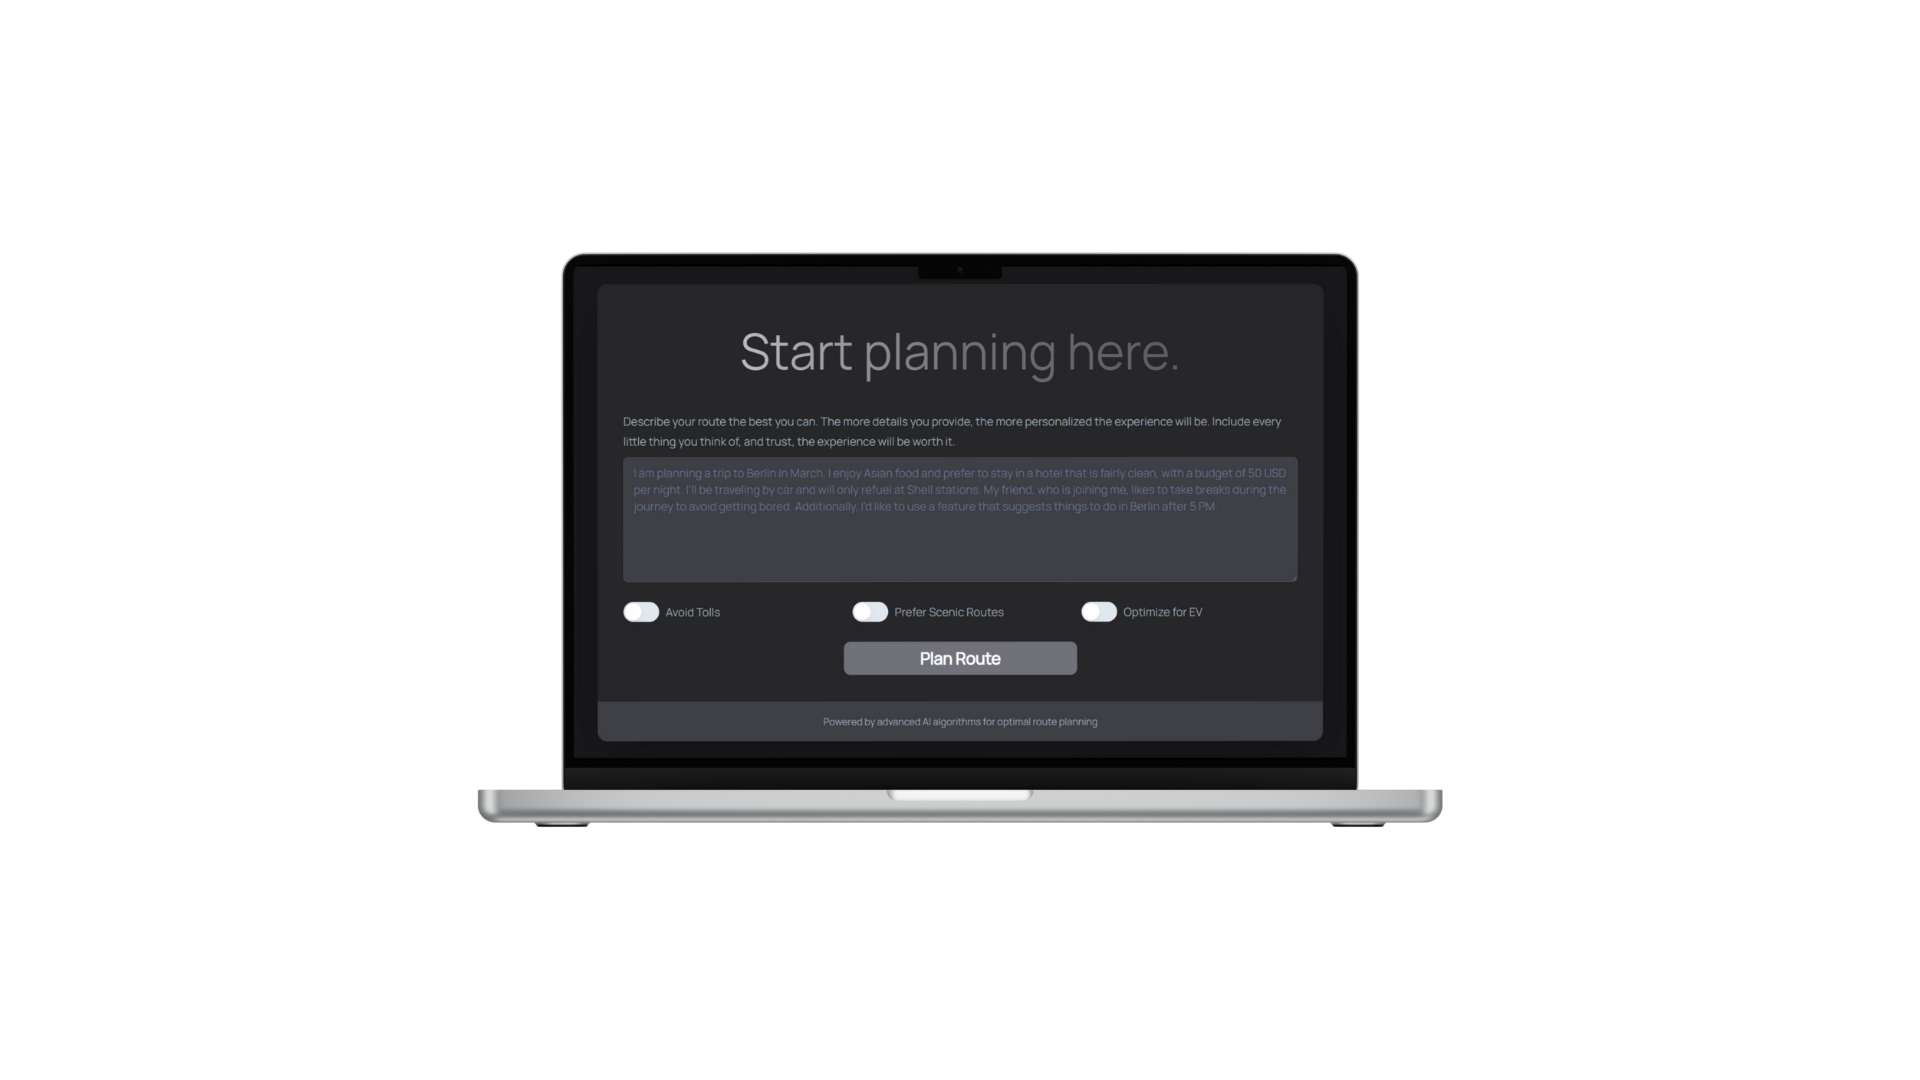 Start planning here.
Describe your route the best you can. The more details you provide, the more personalized the experience will be. Include every
little thing you think of, and trust, the experience will be worth it.
I am planning a trip to Berlin in March. I enjoy Asian food and prefer to stay in a hotel that is fairly clean, with a budget of 50 USD
per night. I'll be traveling by car and will only refuel at Shell stations. My friend, who is joining me, likes to take breaks during the
journey to avoid getting bored. Additionally, I'd like to use a feature that suggests things to do in Berlin after 5 PM.
Avoid Tolls
Prefer Scenic Routes
Optimize for EV
Plan Route
Powered by advanced AI algorithms for optimal route planning